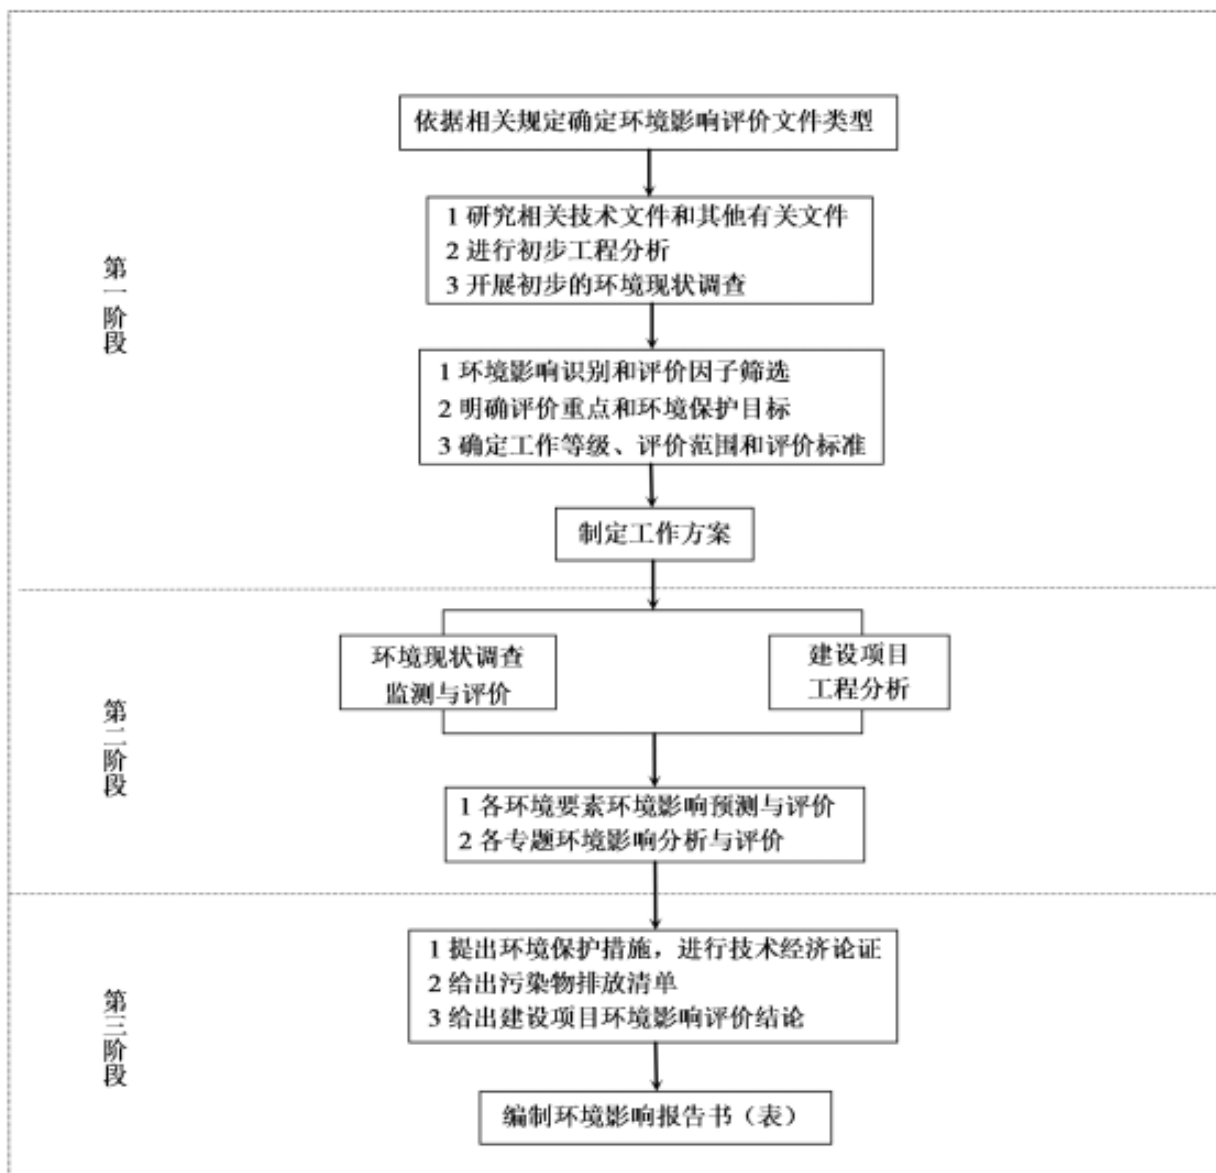 依据相关规定确定环境影响评价文件类型
1 研究相关技术文件和其他有关文件
2 进行初步工程分析
3 开展初步的环境现状调查
第一阶段
1 环境影响识别和评价因子筛选
2 明确评价重点和环境保护目标
3 确定工作等级、评价范围和评价标准
制定工作方案
环境现状调查
监测与评价
建设项目
工程分析
第二阶段
1 各环境要素环境影响预测与评价
2 各专题环境影响分析与评价
1 提出环境保护措施，进行技术经济论证
2 给出污染物排放清单
3 给出建设项目环境影响评价结论
第三阶段
编制环境影响报告书（表）